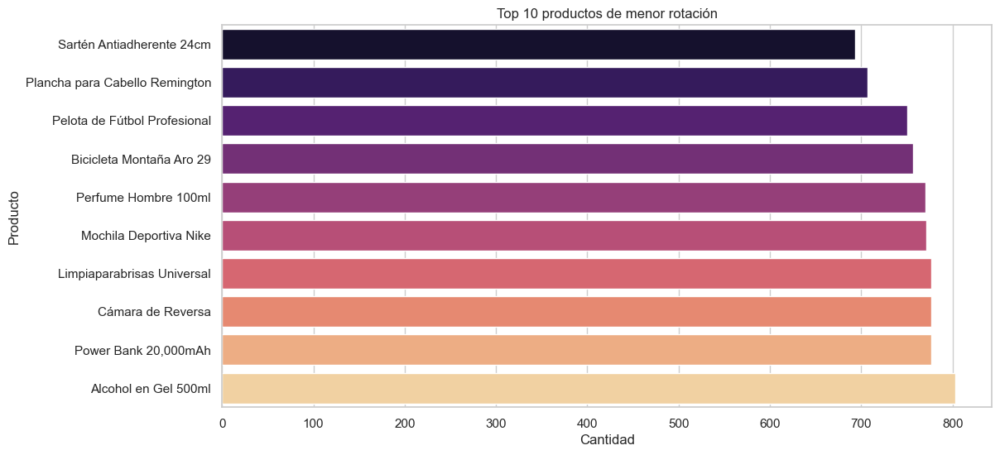 Top 10 productos de menor rotación
Producto
Sartén Antiadherente 24cm
Plancha para Cabello Remington
Pelota de Fútbol Profesional
Bicicleta Montaña Aro 29
Perfume Hombre 100ml
Mochila Deportiva Nike
Limpiaparabrisas Universal
Cámara de Reversa
Power Bank 20,000mAh
Alcohol en Gel 500ml
0 100 200 300 400 500 600 700 800
Cantidad